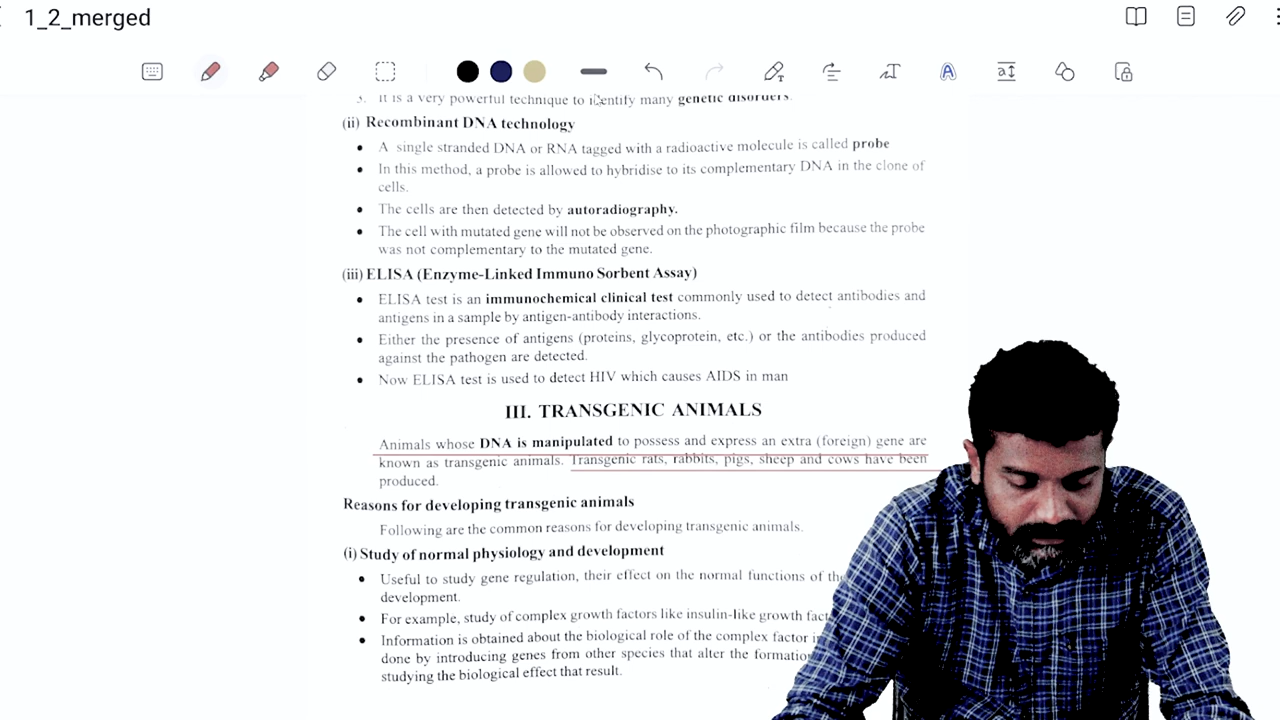 1_2_merged
3. It is a very powerful technique to identify many genetic disorders.
(ii) Recombinant DNA technology
• A single stranded DNA or RNA tagged with a radioactive molecule is called probe
• In this method, a probe is allowed to hybridise to its complementary DNA in the clone of
cells.
• The cells are then detected by autoradiography.
• The cell with mutated gene will not be observed on the photographic film because the probe
was not complementary to the mutated gene.
(iii) ELISA (Enzyme-Linked Immuno Sorbent Assay)
• ELISA test is an immunochemical clinical test commonly used to detect antibodies and
antigens in a sample by antigen-antibody interactions.
• Either the presence of antigens (proteins, glycoprotein, etc.) or the antibodies produced
against the pathogen are detected.
• Now ELISA test is used to detect HIV which causes AIDS in man
III. TRANSGENIC ANIMALS
Animals whose DNA is manipulated to possess and express an extra (foreign) gene are
known as transgenic animals. Transgenic rats, rabbits, pigs, sheep and cows have been
produced.
Reasons for developing transgenic animals
Following are the common reasons for developing transgenic animals.
(i) Study of normal physiology and development
• Useful to study gene regulation, their effect on the normal functions of the
development.
• For example, study of complex growth factors like insulin-like growth
• Information is obtained about the biological role of the complex factor
done by introducing genes from other species that alter the
studying the biological effect that result.